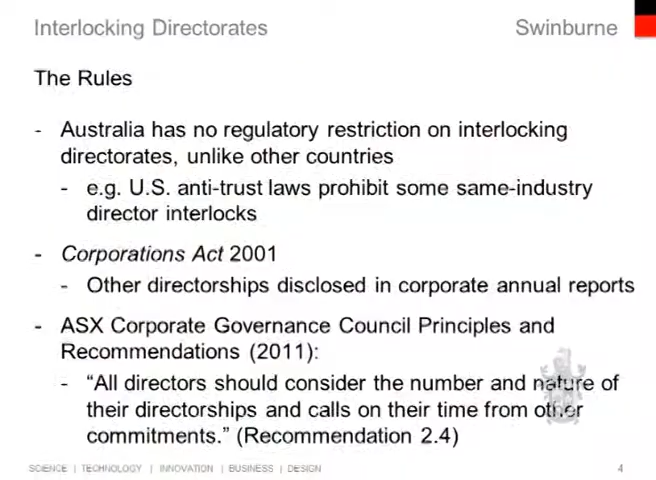 Interlocking Directorates
Swinburne
The Rules
- Australia has no regulatory restriction on interlocking
directorates, unlike other countries
- e.g. U.S. anti-trust laws prohibit some same-industry
director interlocks
- Corporations Act 2001
- Other directorships disclosed in corporate annual reports
- ASX Corporate Governance Council Principles and
Recommendations (2011):
- “All directors should consider the number and nature of
their directorships and calls on their time from other
commitments.” (Recommendation 2.4)
SCIENCE | TECHNOLOGY | INNOVATION | BUSINESS | DESIGN
4